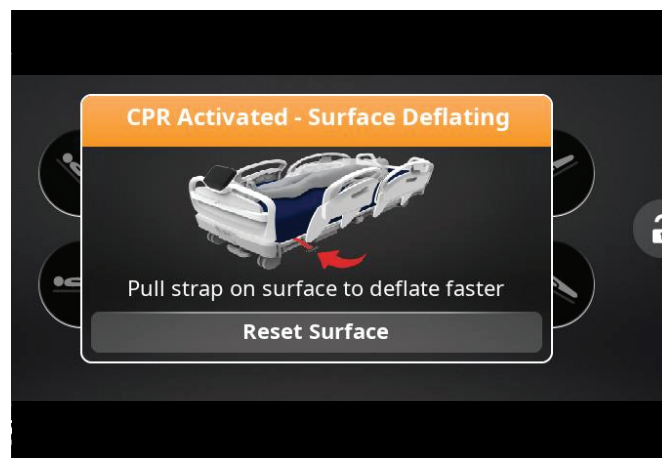 CPR Activated - Surface Deflating
Pull strap on surface to deflate faster
Reset Surface